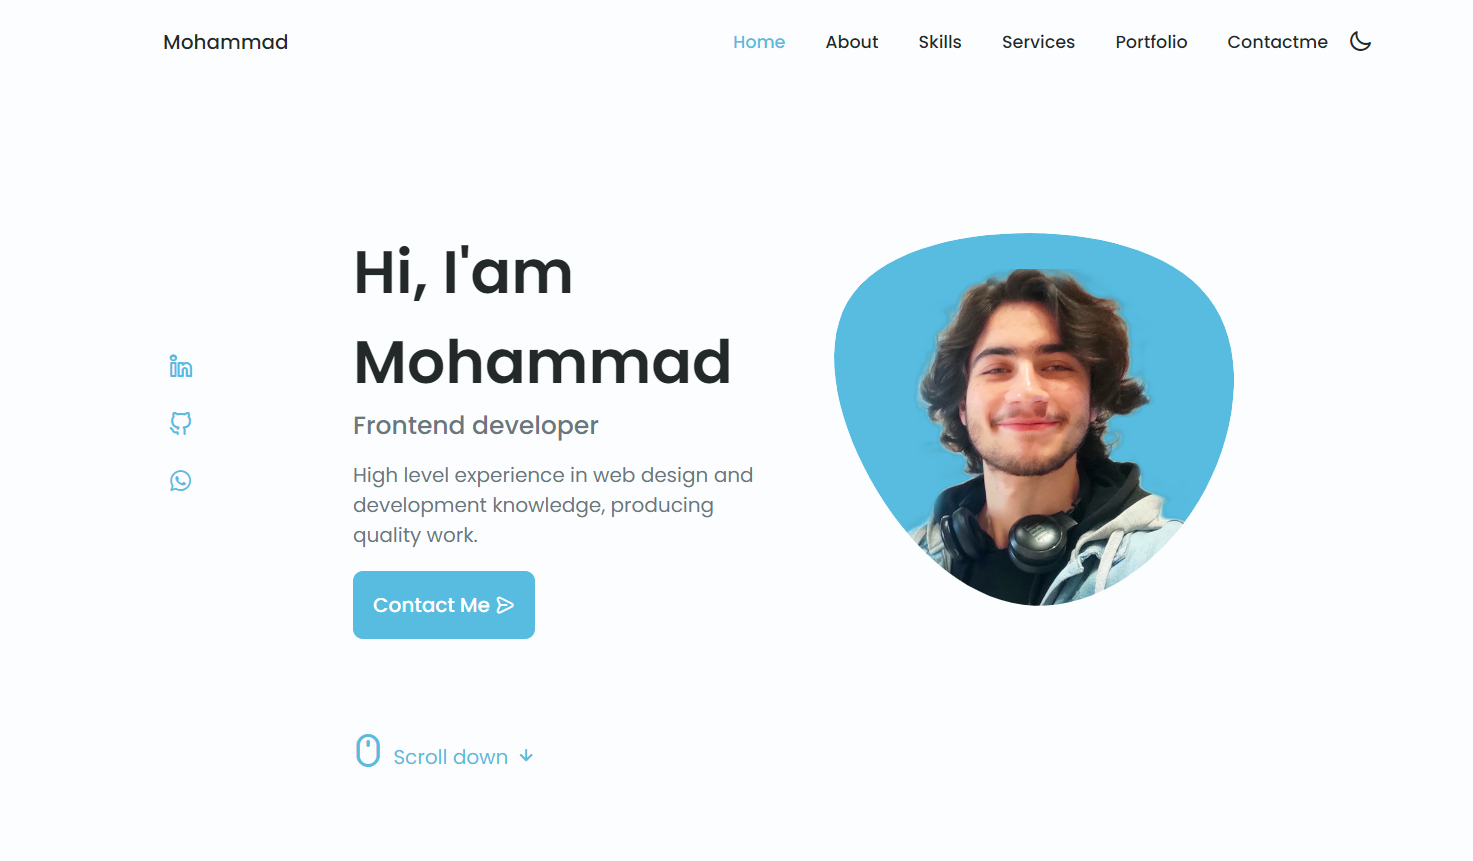 Mohammad
Home About Skills Services Portfolio Contactme
Hi, I'am
Mohammad
Frontend developer
High level experience in web design and
development knowledge, producing
quality work.
Contact Me
Scroll down